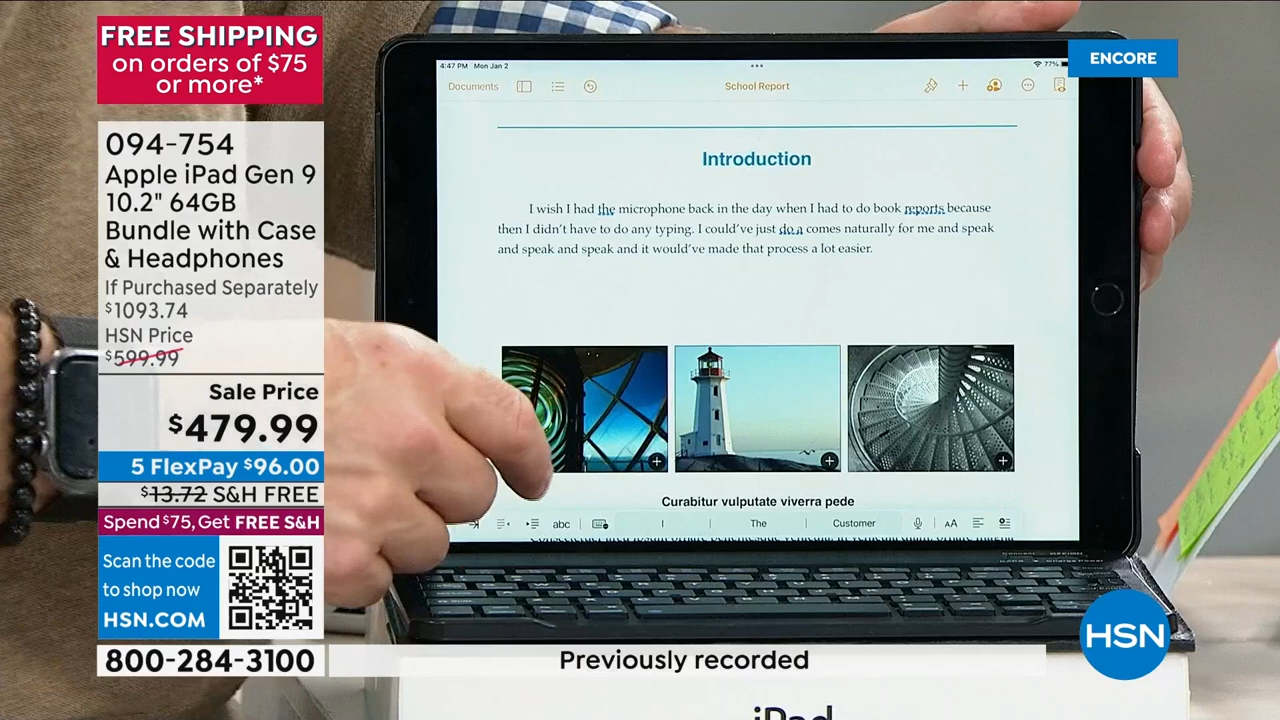 FREE SHIPPING
on orders of $75
or more*
094-754
Apple iPad Gen 9
10.2" 64GB
Bundle with Case
& Headphones
If Purchased Separately
$1093.74
HSN Price
$599.99
Sale Price
$479.99
5 FlexPay $96.00
$13.72 S&H FREE
Spend $75, Get FREE S&H
Scan the code
to shop now
HSN.COM
800-284-3100
Previously recorded
ENCORE
HSN
4:47 PM Mon Jan 2
77%
Documents
School Report
Introduction
I wish I had the microphone back in the day when I had to do book reports because
then I didn't have to do any typing. I could've just do a comes naturally for me and speak
and speak and speak and it would've made that process a lot easier.
Curabitur vulputate viverra pede
abc
I
The
Customer
AA
iPad